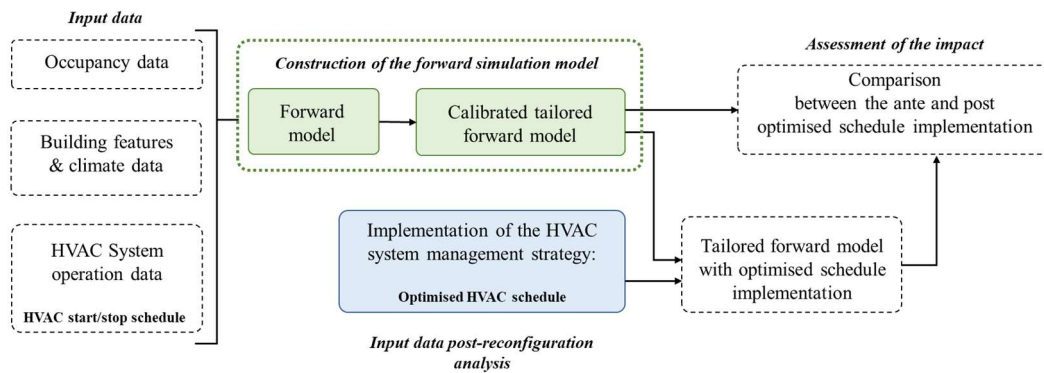 Input data
Occupancy data
Building features
& climate data
HVAC System
operation data
HVAC start/stop schedule
Construction of the forward simulation model
Forward
model
Calibrated tailored
forward model
Implementation of the HVAC
system management strategy:
Optimised HVAC schedule
Input data post-reconfiguration
analysis
Assessment of the impact
Comparison
between the ante and post
optimised schedule implementation
Tailored forward model
with optimised schedule
implementation